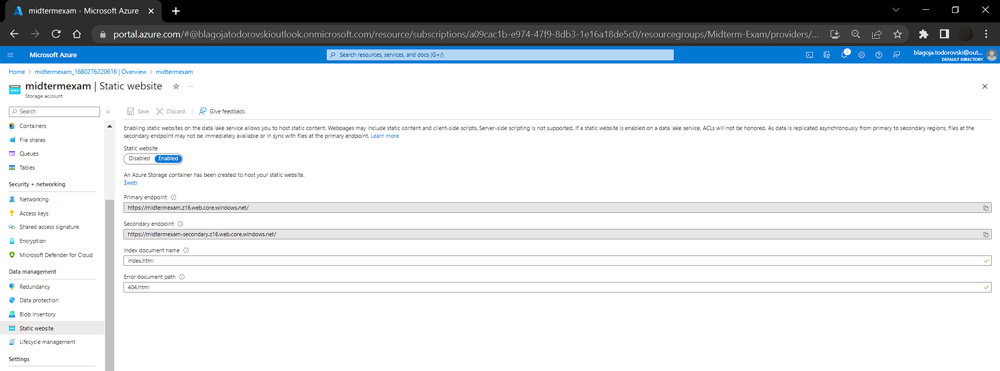 midtermexam - Microsoft Azure
portal.azure.com/#@blagojatodorovskioutlook.onmicrosoft.com/resource/subscriptions/a09cac1b-e974-47f9-8db3-1e16a18de5c0/resourcegroups/Midterm-Exam/providers/...
Microsoft Azure
Search resources, services, and docs (G+/)
2
blagoja.todorovski@out...
DEFAULT DIRECTORY
Home > midtermexam_1680276220616 | Overview > midtermexam
midtermexam | Static website
Storage account
Search
Containers
File shares
Queues
Tables
Security + networking
Networking
Access keys
Shared access signature
Encryption
Microsoft Defender for Cloud
Data management
Redundancy
Data protection
Blob inventory
Static website
Lifecycle management
Settings
Save Discard Give feedback
Enabling static websites on the data lake service allows you to host static content. Webpages may include static content and client-side scripts. Server-side scripting is not supported. If a static website is enabled on a data lake service, ACLs will not be honored. As data is replicated asynchronously from primary to secondary regions, files at the
secondary endpoint may not be immediately available or in sync with files at the primary endpoint. Learn more
Static website
Disabled Enabled
An Azure Storage container has been created to host your static website.
$web
Primary endpoint
https://midtermexam.z16.web.core.windows.net/
Secondary endpoint
https://midtermexam-secondary.z16.web.core.windows.net/
Index document name
index.html
Error document path
404.html